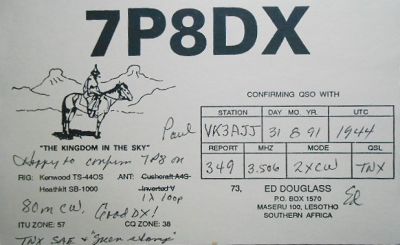 7P8DX
CONFIRMING QSO WITH
STATION DAY MO. YR. UTC
VK3AJJ 31 8 91 1944
REPORT MHZ MODE QSL
349 3.506 2XCW TNX
Paul
"THE KINGDOM IN THE SKY"
Happy to confirm 7P8 on
RIG: Kenwood TS-440S ANT: Cushcraft A4S
Heathkit SB-1000 Inverted V
1X loop
80m CW. Good DX!
ITU ZONE: 57 CQ ZONE: 38
TNX SAE & "green stamp"
73, ED DOUGLASS
P.O. BOX 1570
MASERU 100, LESOTHO
SOUTHERN AFRICA
Ed